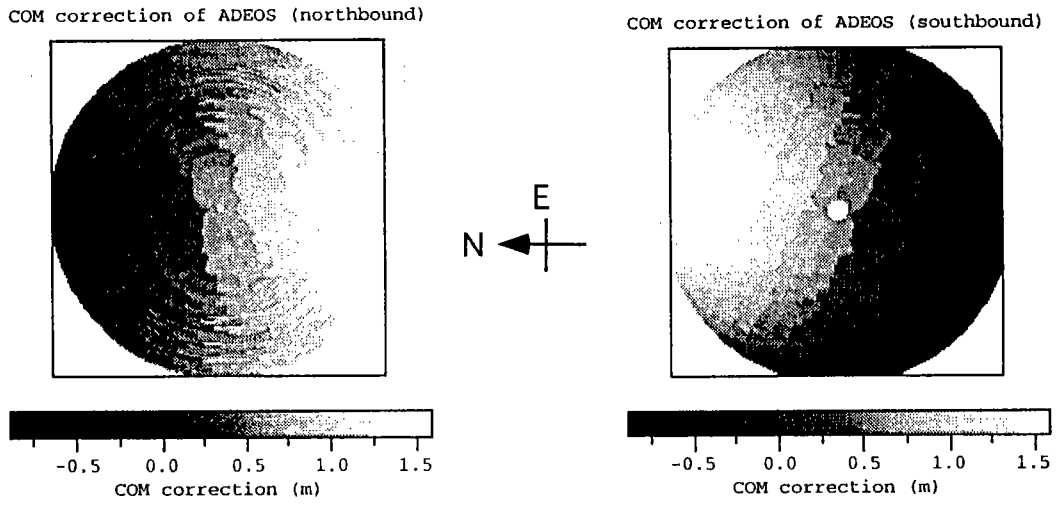 COM correction of ADEOS (northbound)
COM correction of ADEOS (southbound)
E
N
-0.5 0.0 0.5 1.0 1.5
COM correction (m)
-0.5 0.0 0.5 1.0 1.5
COM correction (m)